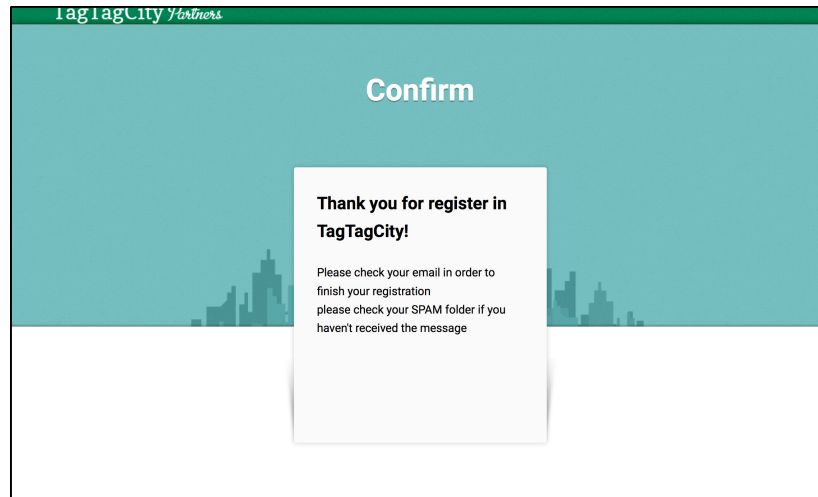 TagTagCity Partners
Confirm
Thank you for register in
TagTagCity!
Please check your email in order to
finish your registration
please check your SPAM folder if you
haven't received the message